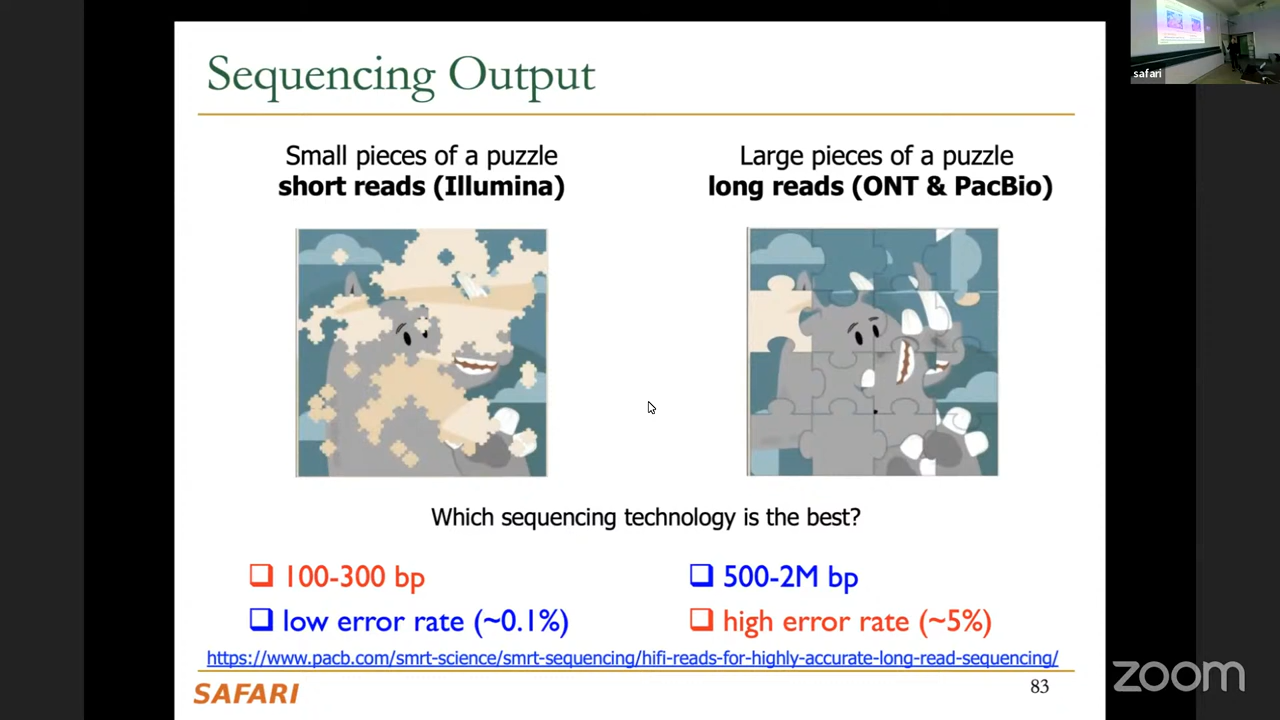 Sequencing Output
Small pieces of a puzzle
short reads (Illumina)
Large pieces of a puzzle
long reads (ONT & PacBio)
Which sequencing technology is the best?
100-300 bp
low error rate (~0.1%)
500-2M bp
high error rate (~5%)
https://www.pacb.com/smrt-science/smrt-sequencing/hifi-reads-for-highly-accurate-long-read-sequencing/
SAFARI
83
safari
zoom